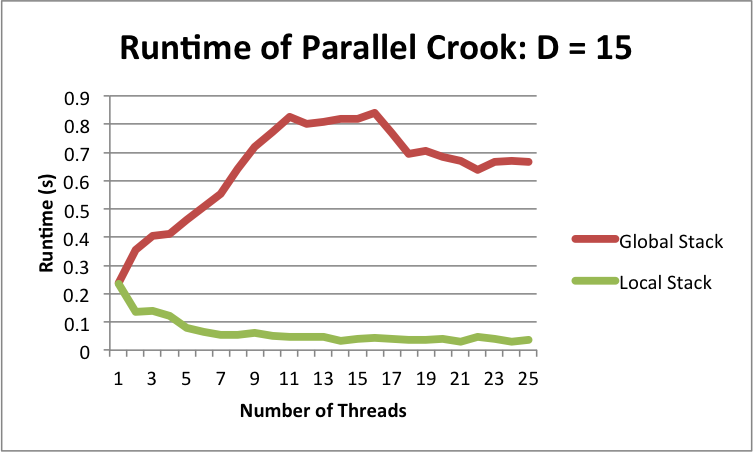 Runtime of Parallel Crook: D = 15
0.9
0.8
0.7
0.6
0.5
0.4
0.3
0.2
0.1
0
Runtime (s)
1 3 5 7 9 11 13 15 17 19 21 23 25
Number of Threads
Global Stack
Local Stack